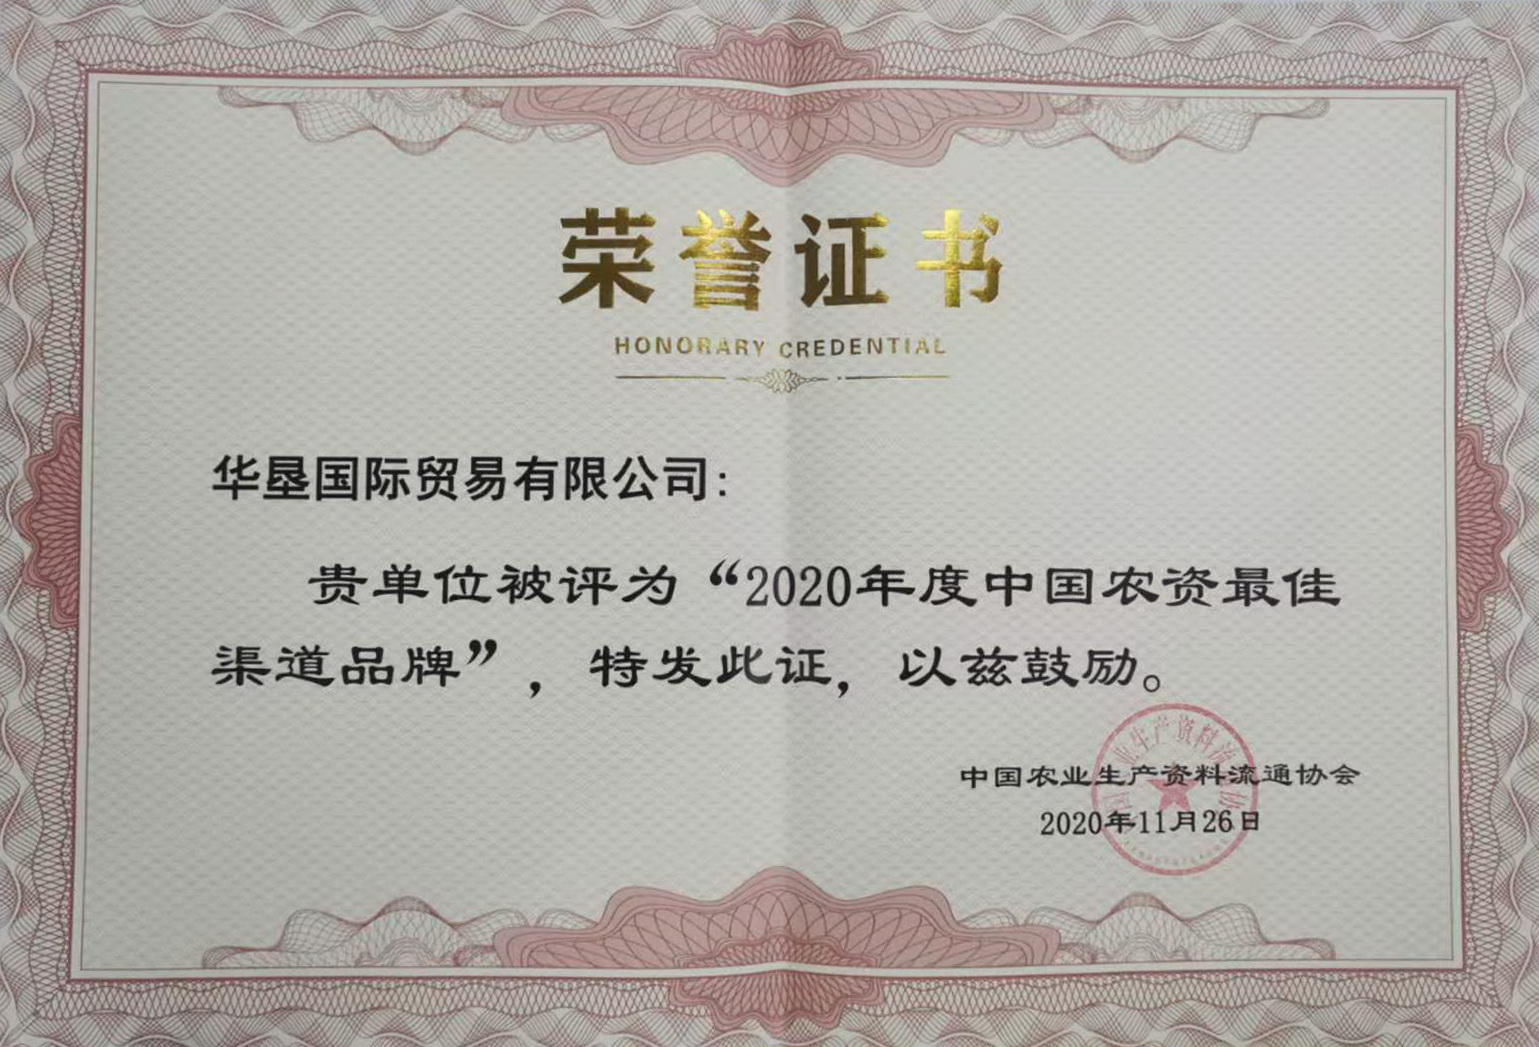 荣誉证书
HONORARY CREDENTIAL
华垦国际贸易有限公司：
贵单位被评为“2020年度中国农资最佳
渠道品牌”，特发此证，以兹鼓励。
中国农业生产资料流通协会
2020年11月26日